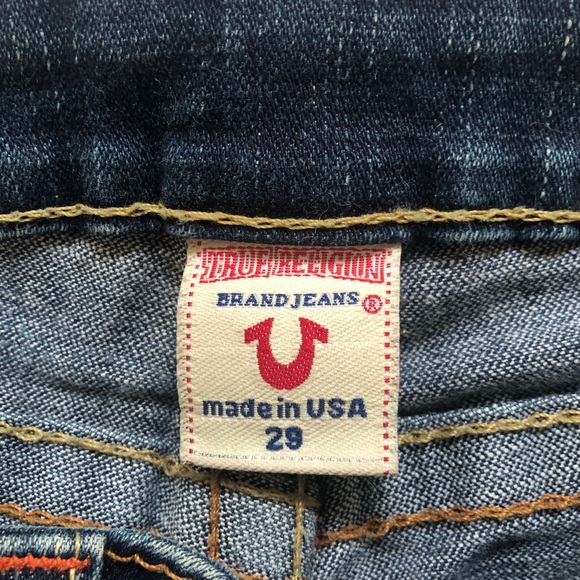 TRUE RELIGION
BRAND JEANS ®
made in USA
29